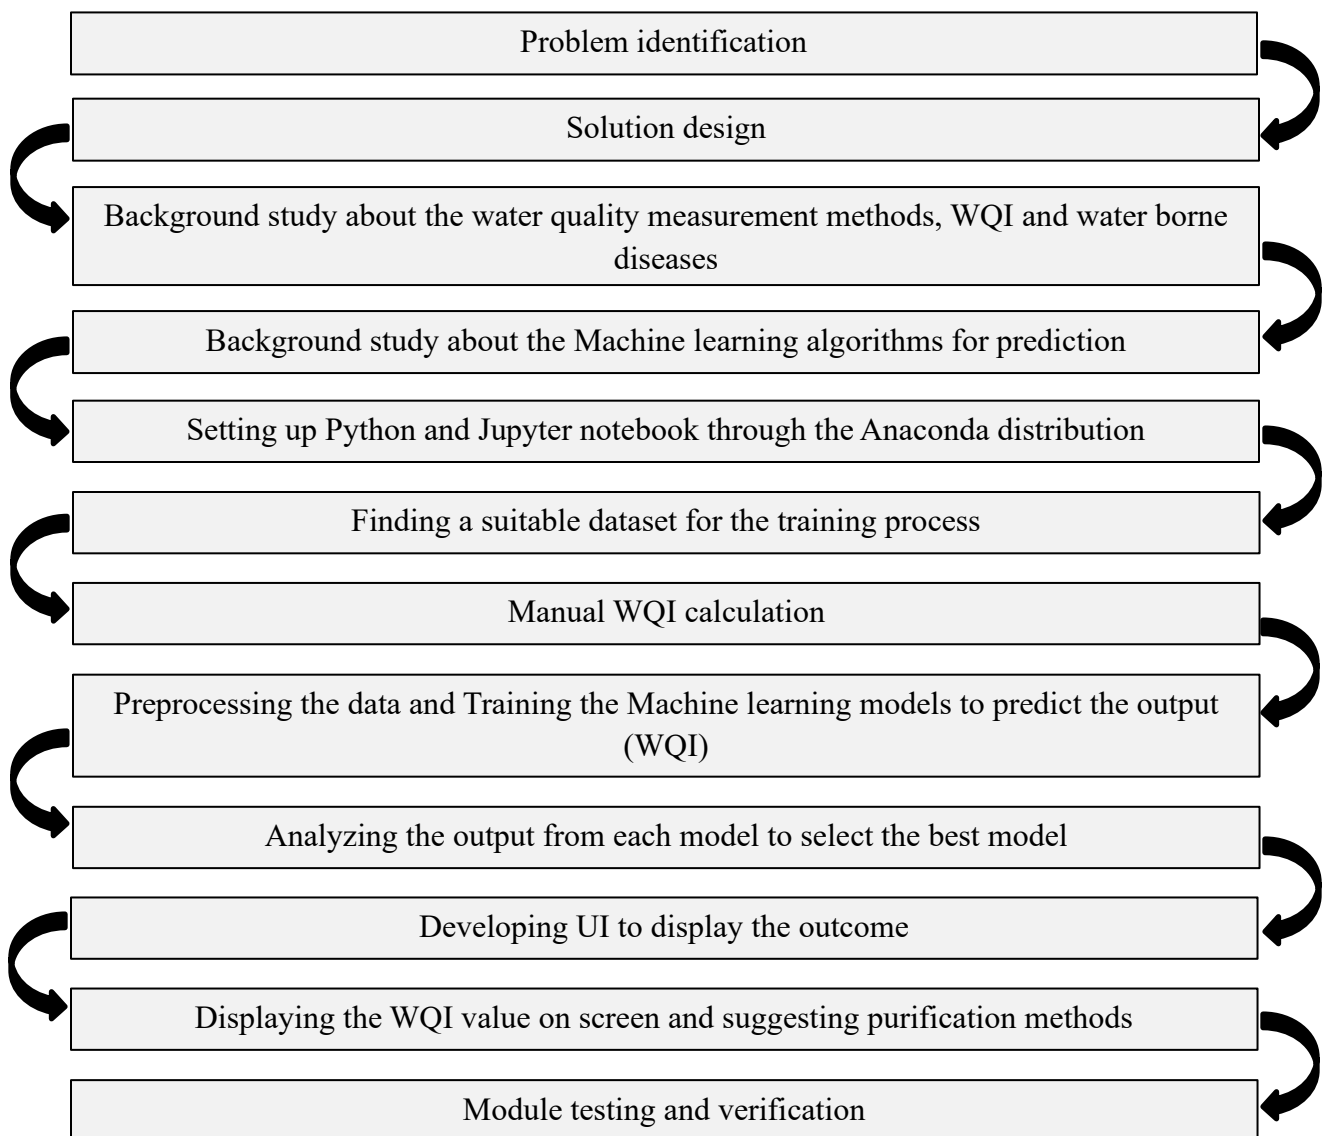 Problem identification
Solution design
Background study about the water quality measurement methods, WQI and water borne
diseases
Background study about the Machine learning algorithms for prediction
Setting up Python and Jupyter notebook through the Anaconda distribution
Finding a suitable dataset for the training process
Manual WQI calculation
Preprocessing the data and Training the Machine learning models to predict the output
(WQI)
Analyzing the output from each model to select the best model
Developing UI to display the outcome
Displaying the WQI value on screen and suggesting purification methods
Module testing and verification